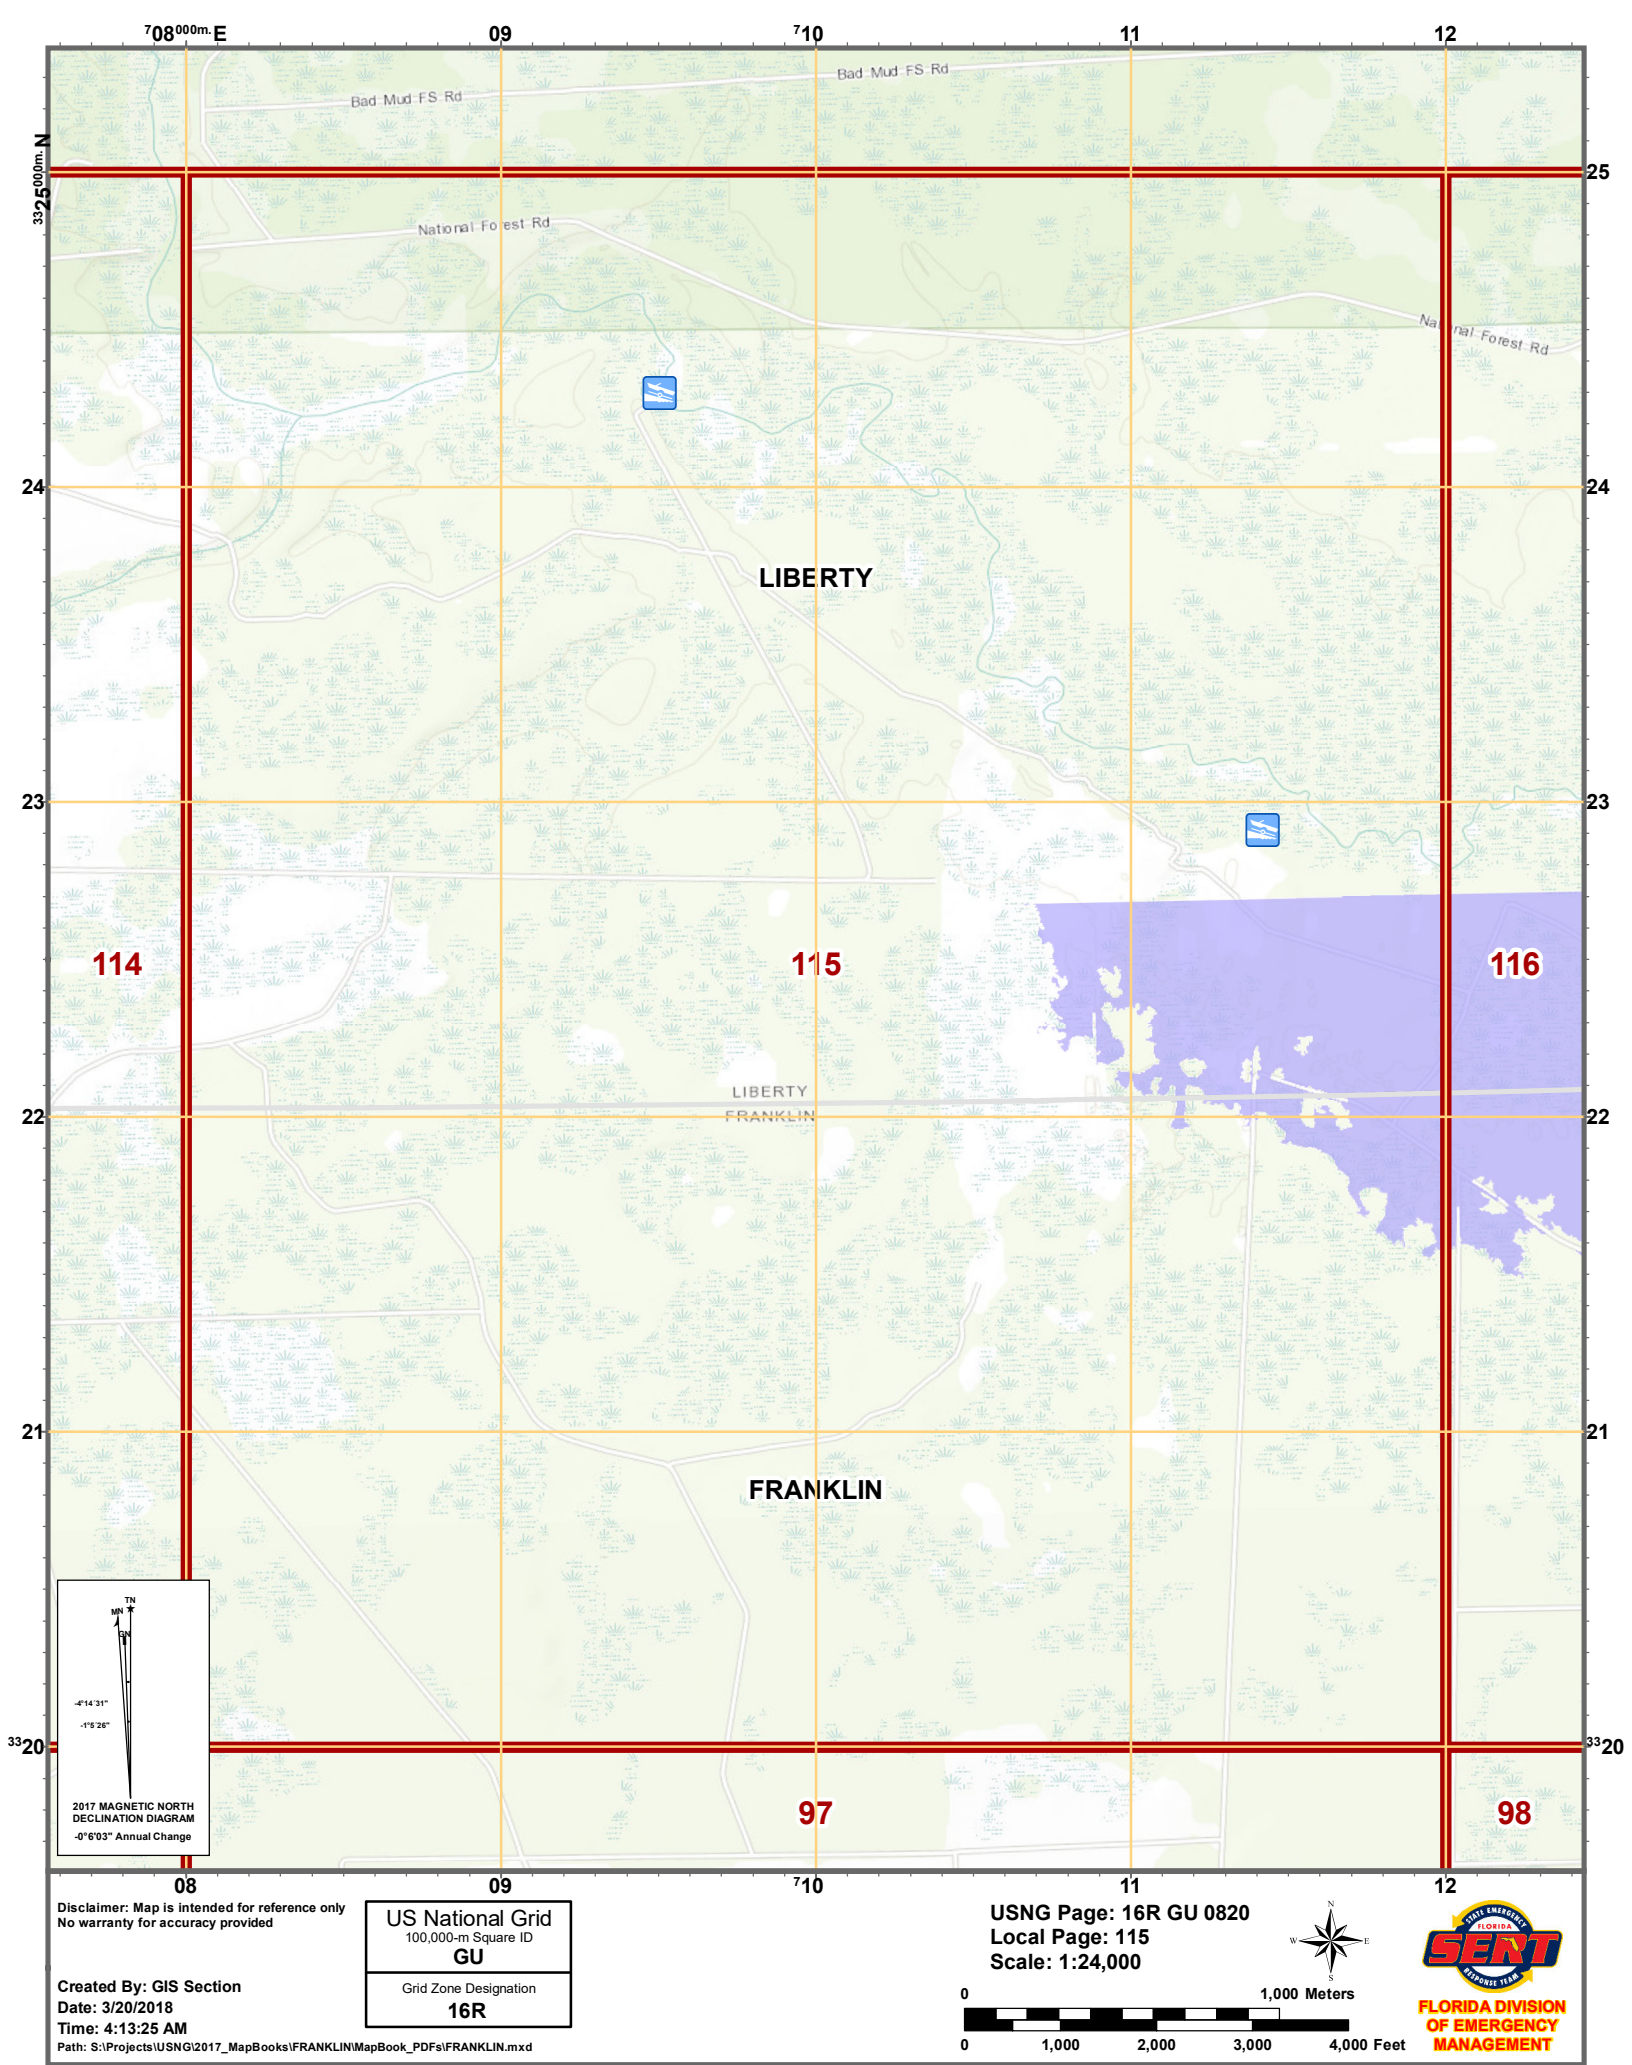 708000m. E
09
710
11
12
Bad Mud FS Rd
Bad Mud FS Rd
3325000m. N
25
National Forest Rd
National Forest Rd
24
24
LIBERTY
23
23
114
115
116
LIBERTY
FRANKLIN
22
22
21
21
FRANKLIN
TN
MN
GN
-4°14'31"
-1°5'26"
2017 MAGNETIC NORTH
DECLINATION DIAGRAM
-0°6'03" Annual Change
3320
3320
97
98
08
09
710
11
12
Disclaimer: Map is intended for reference only
No warranty for accuracy provided
Created By: GIS Section
Date: 3/20/2018
Time: 4:13:25 AM
Path: S:\Projects\USNG\2017_MapBooks\FRANKLIN\MapBook_PDFs\FRANKLIN.mxd
US National Grid
100,000-m Square ID
GU
Grid Zone Designation
16R
USNG Page: 16R GU 0820
Local Page: 115
Scale: 1:24,000
0 1,000 Meters
0 1,000 2,000 3,000 4,000 Feet
N
W E
S
STATE EMERGENCY
FLORIDA
SERT
RESPONSE TEAM
FLORIDA DIVISION
OF EMERGENCY
MANAGEMENT